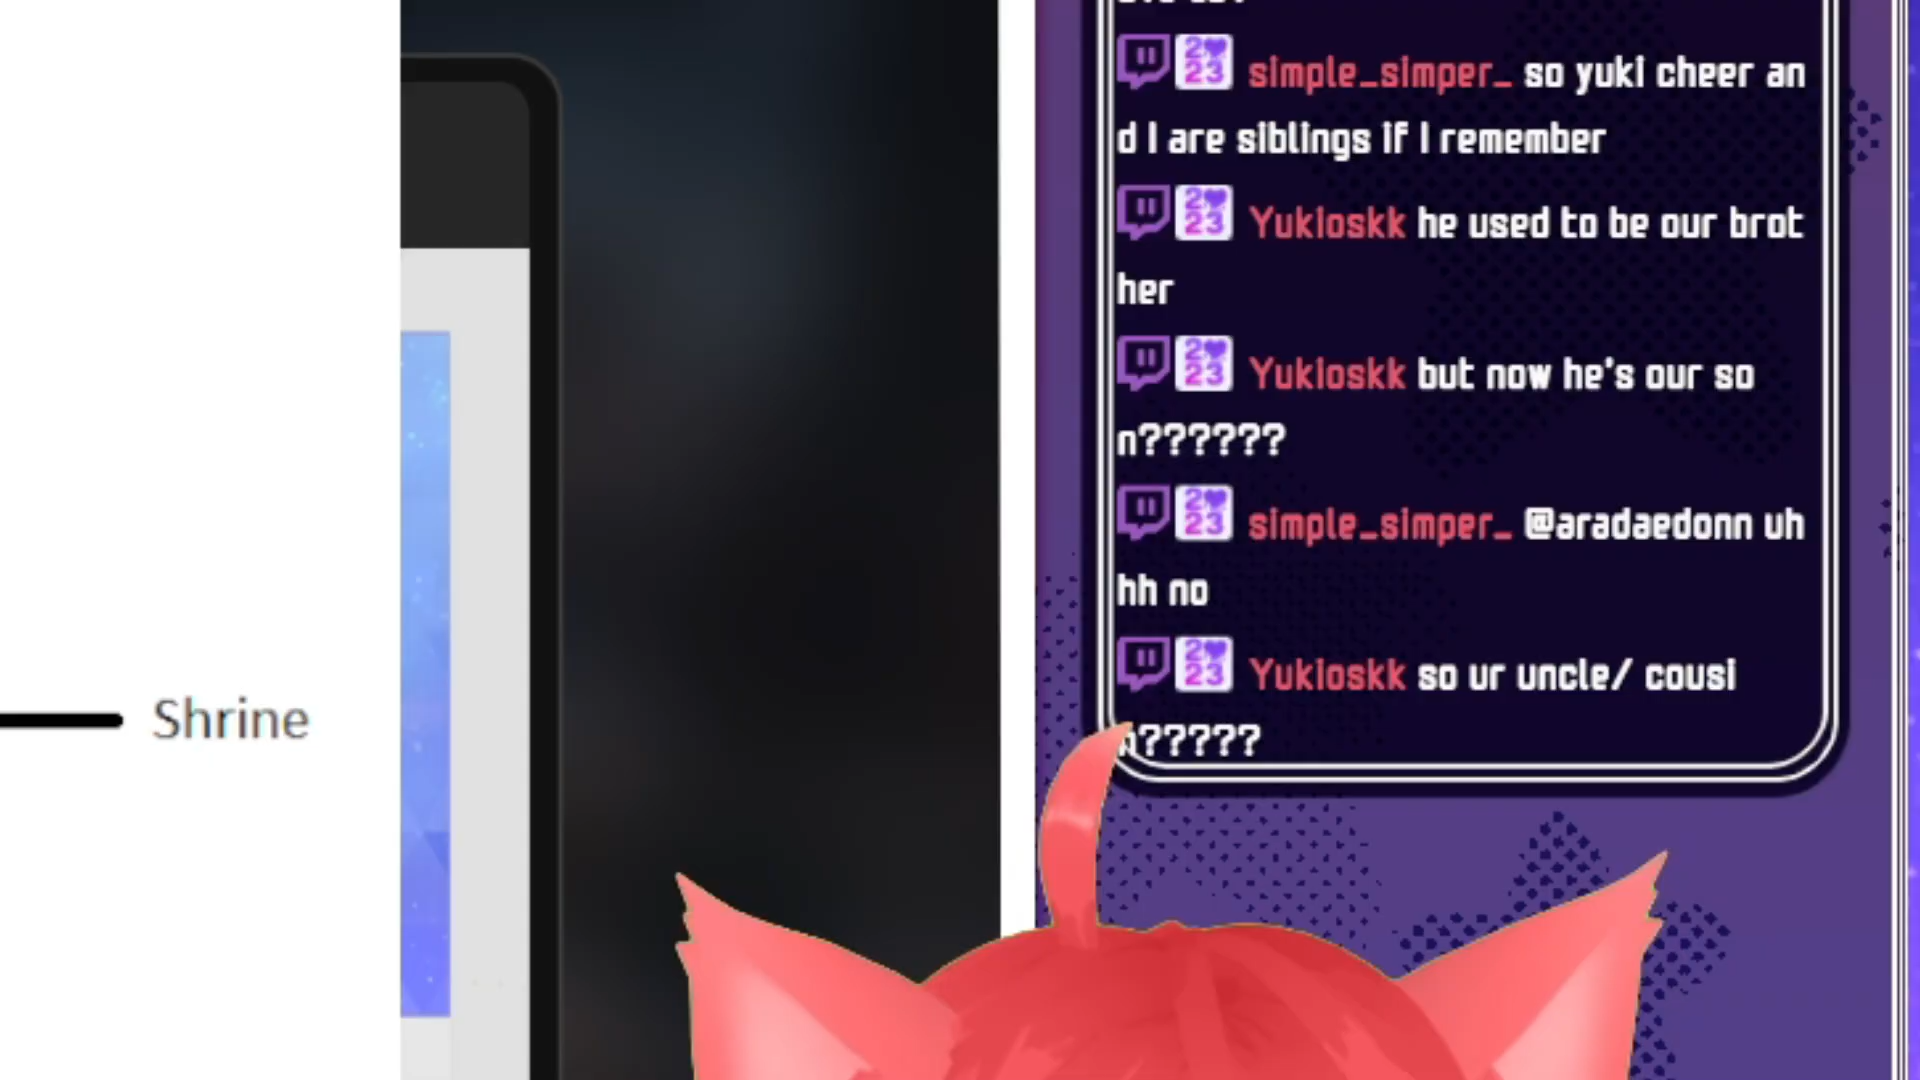 simple_simper_ so yuki cheer an
d I are siblings if I remember
Yukioskk he used to be our brot
her
Yukioskk but now he's our so
n??????
simple_simper_ @aradaedonn uh
hh no
Yukioskk so ur uncle/ cousi
n?????
Shrine